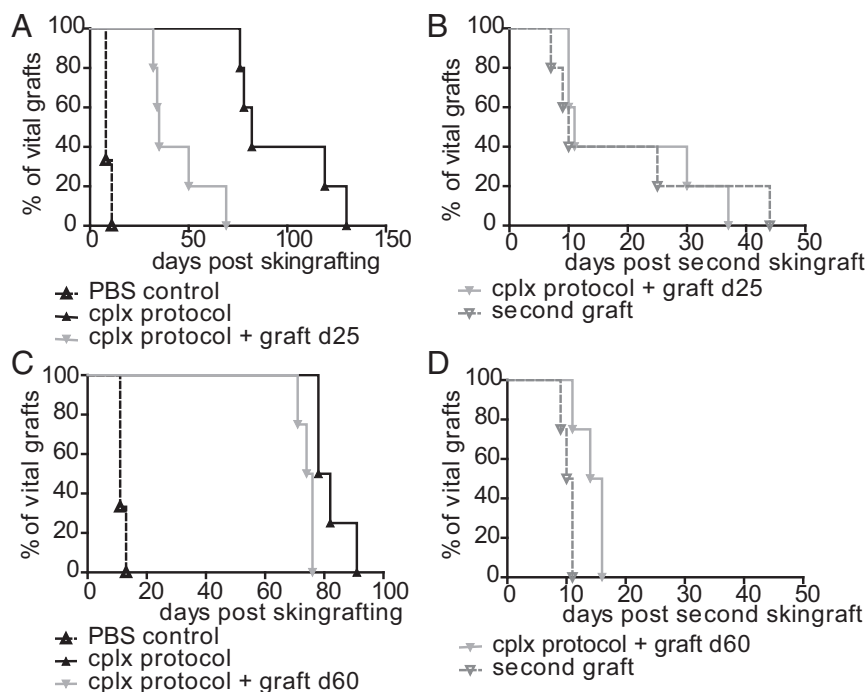 A
% of vital grafts
100
80
60
40
20
0
0 50 100 150
days post skingrafting
PBS control
cplx protocol
cplx protocol + graft d25
B
% of vital grafts
100
80
60
40
20
0
0 10 20 30 40 50
days post second skingraft
cplx protocol + graft d25
second graft
C
% of vital grafts
100
80
60
40
20
0
0 20 40 60 80 100
days post skingrafting
PBS control
cplx protocol
cplx protocol + graft d60
D
% of vital grafts
100
80
60
40
20
0
0 10 20 30 40 50
days post second skingraft
cplx protocol + graft d60
second graft